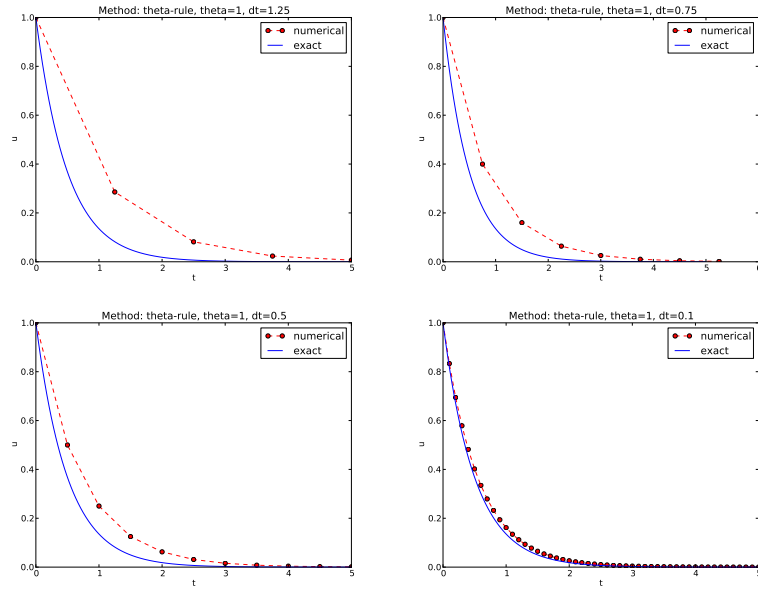 Method: theta-rule, theta=1, dt=1.25
1.0
0.8
0.6
0.4
0.2
0.0
u
0 1 2 3 4 5
t
numerical
exact
Method: theta-rule, theta=1, dt=0.75
1.0
0.8
0.6
0.4
0.2
0.0
u
0 1 2 3 4 5 6
t
numerical
exact
Method: theta-rule, theta=1, dt=0.5
1.0
0.8
0.6
0.4
0.2
0.0
u
0 1 2 3 4 5
t
numerical
exact
Method: theta-rule, theta=1, dt=0.1
1.0
0.8
0.6
0.4
0.2
0.0
u
0 1 2 3 4 5
t
numerical
exact